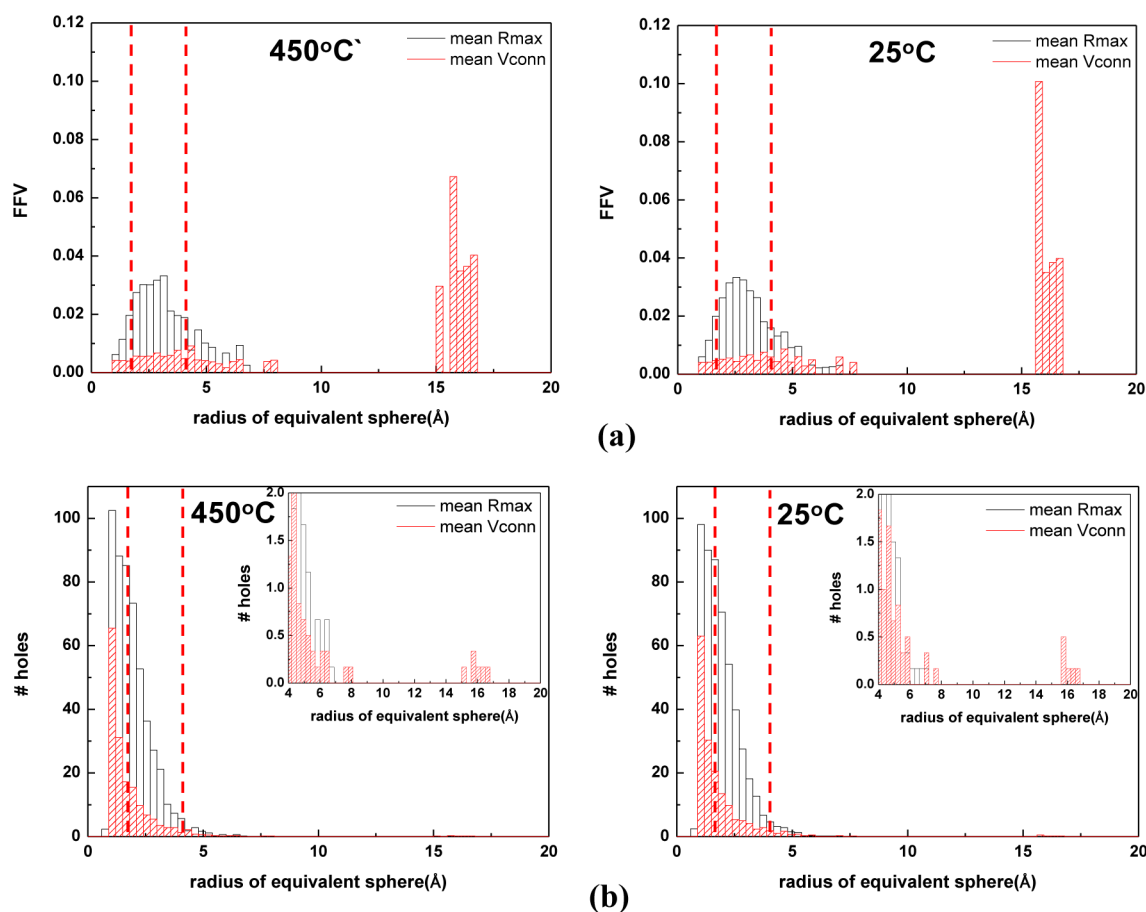 0.12
0.10
0.08
0.06
0.04
0.02
0.00
FFV
450°C`
mean Rmax
mean Vconn
0 5 10 15 20
radius of equivalent sphere(Å)
0.12
0.10
0.08
0.06
0.04
0.02
0.00
FFV
25°C
mean Rmax
mean Vconn
0 5 10 15 20
radius of equivalent sphere(Å)
(a)
100
80
60
40
20
0
# holes
450°C
2.0
1.5
1.0
0.5
0.0
# holes
mean Rmax
mean Vconn
4 6 8 10 12 14 16 18 20
radius of equivalent sphere(Å)
0 5 10 15 20
radius of equivalent sphere(Å)
100
80
60
40
20
0
# holes
25°C
2.0
1.5
1.0
0.5
0.0
# holes
mean Rmax
mean Vconn
4 6 8 10 12 14 16 18 20
radius of equivalent sphere(Å)
0 5 10 15 20
radius of equivalent sphere(Å)
(b)